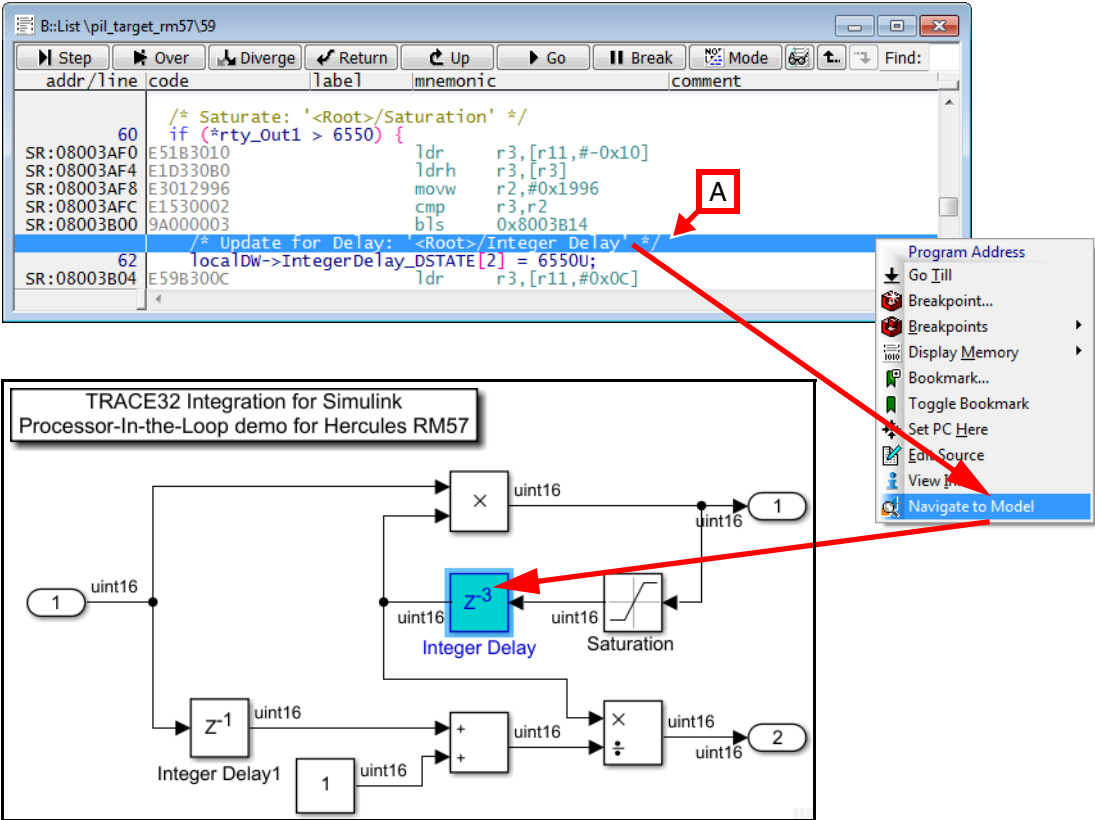 B::List \pil_target_rm57\59
Step Over Diverge Return Up Go Break Mode Find:
addr/line code label mnemonic comment
/* Saturate: '<Root>/Saturation' */
60 if (*rty_Out1 > 6550) {
SR:08003AF0 E51B3010 ldr r3,[r11,#-0x10]
SR:08003AF4 E1D330B0 ldrh r3,[r3]
SR:08003AF8 E3012996 movw r2,#0x1996
SR:08003AFC E1530002 cmp r3,r2
SR:08003B00 9A000003 bls 0x8003B14
A
/* Update for Delay: '<Root>/Integer Delay' */
62 localDW->IntegerDelay_DSTATE[2] = 6550U;
SR:08003B04 E59B300C ldr r3,[r11,#0x0C]
Program Address
Go Till
Breakpoint...
Breakpoints
Display Memory
Bookmark...
Toggle Bookmark
Set PC Here
Edit Source
View
Navigate to Model
TRACE32 Integration for Simulink
Processor-In-the-Loop demo for Hercules RM57
×
uint16
1
uint16
1
uint16
z-3
uint16
uint16
Integer Delay
Saturation
z-1
uint16
Integer Delay1
+
+
uint16
×
÷
uint16
2
uint16
1
uint16